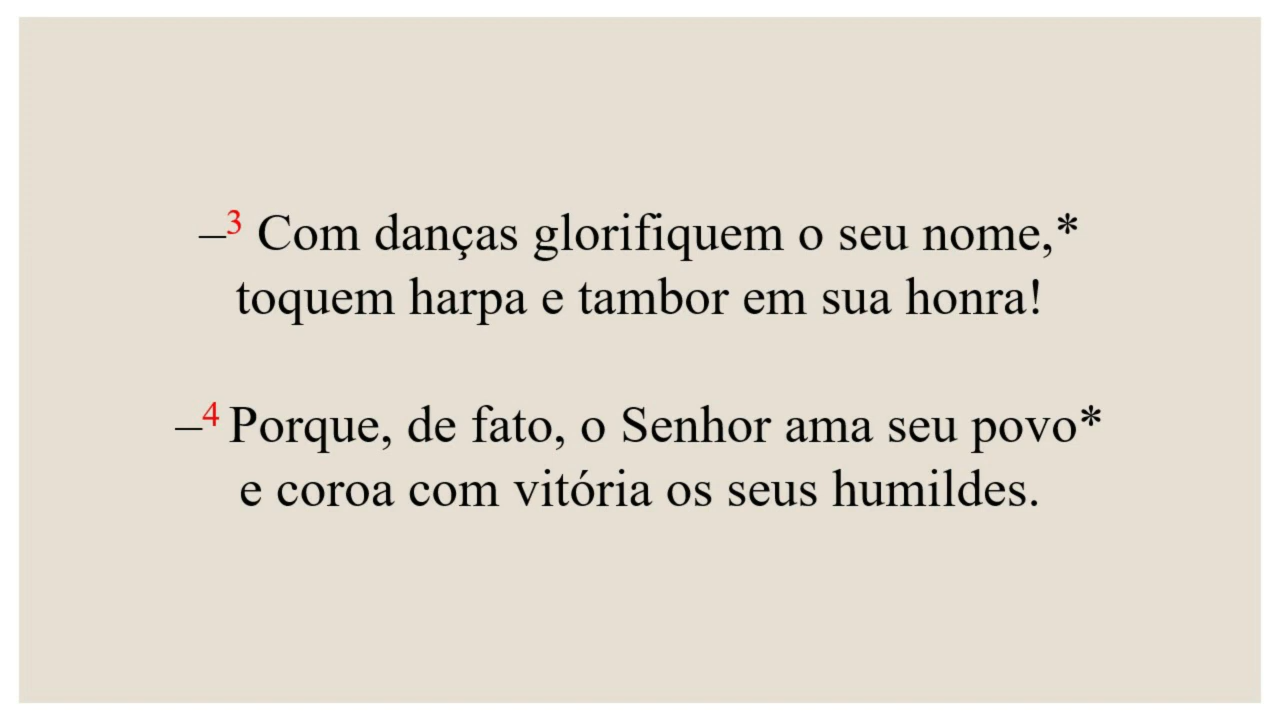 –3 Com danças glorifiquem o seu nome,*
toquem harpa e tambor em sua honra!
–4 Porque, de fato, o Senhor ama seu povo*
e coroa com vitória os seus humildes.